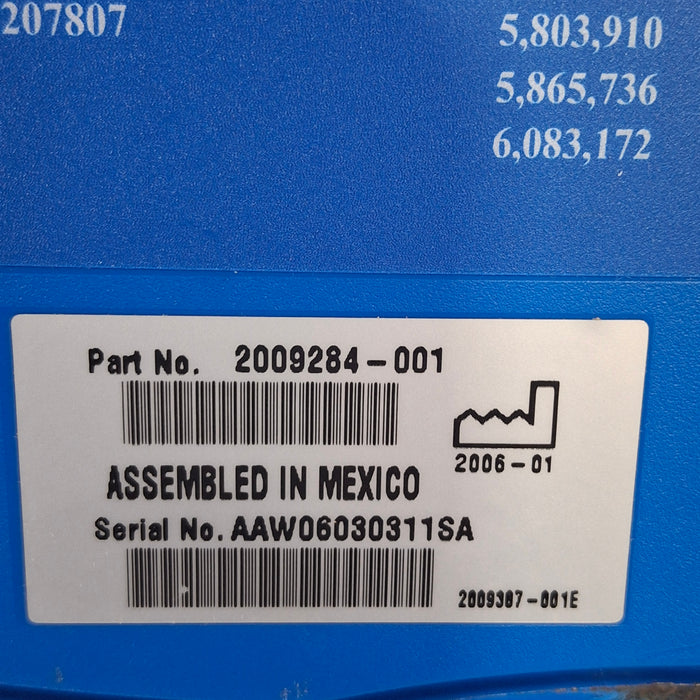 207807
5,803,910
5,865,736
6,083,172
Part No. 2009284-001
2006-01
ASSEMBLED IN MEXICO
Serial No. AAW06030311SA
2009387-001E